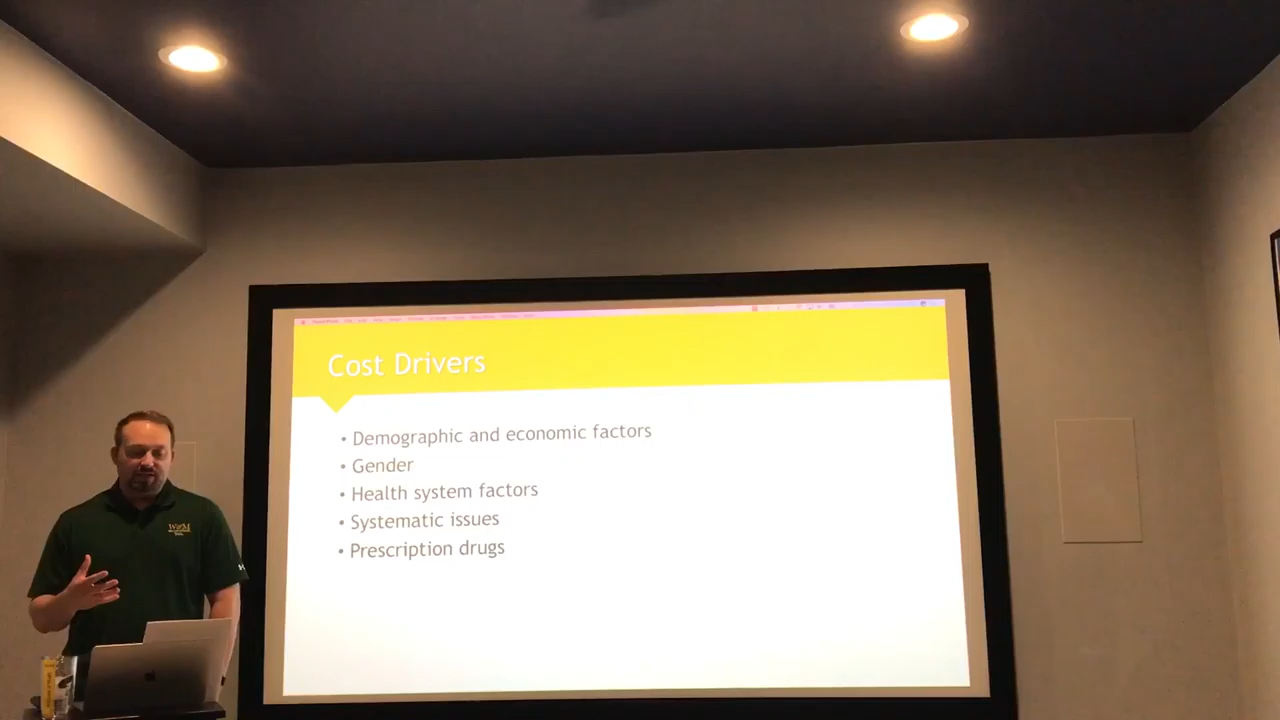 Cost Drivers
• Demographic and economic factors
• Gender
• Health system factors
• Systematic issues
• Prescription drugs
W&M